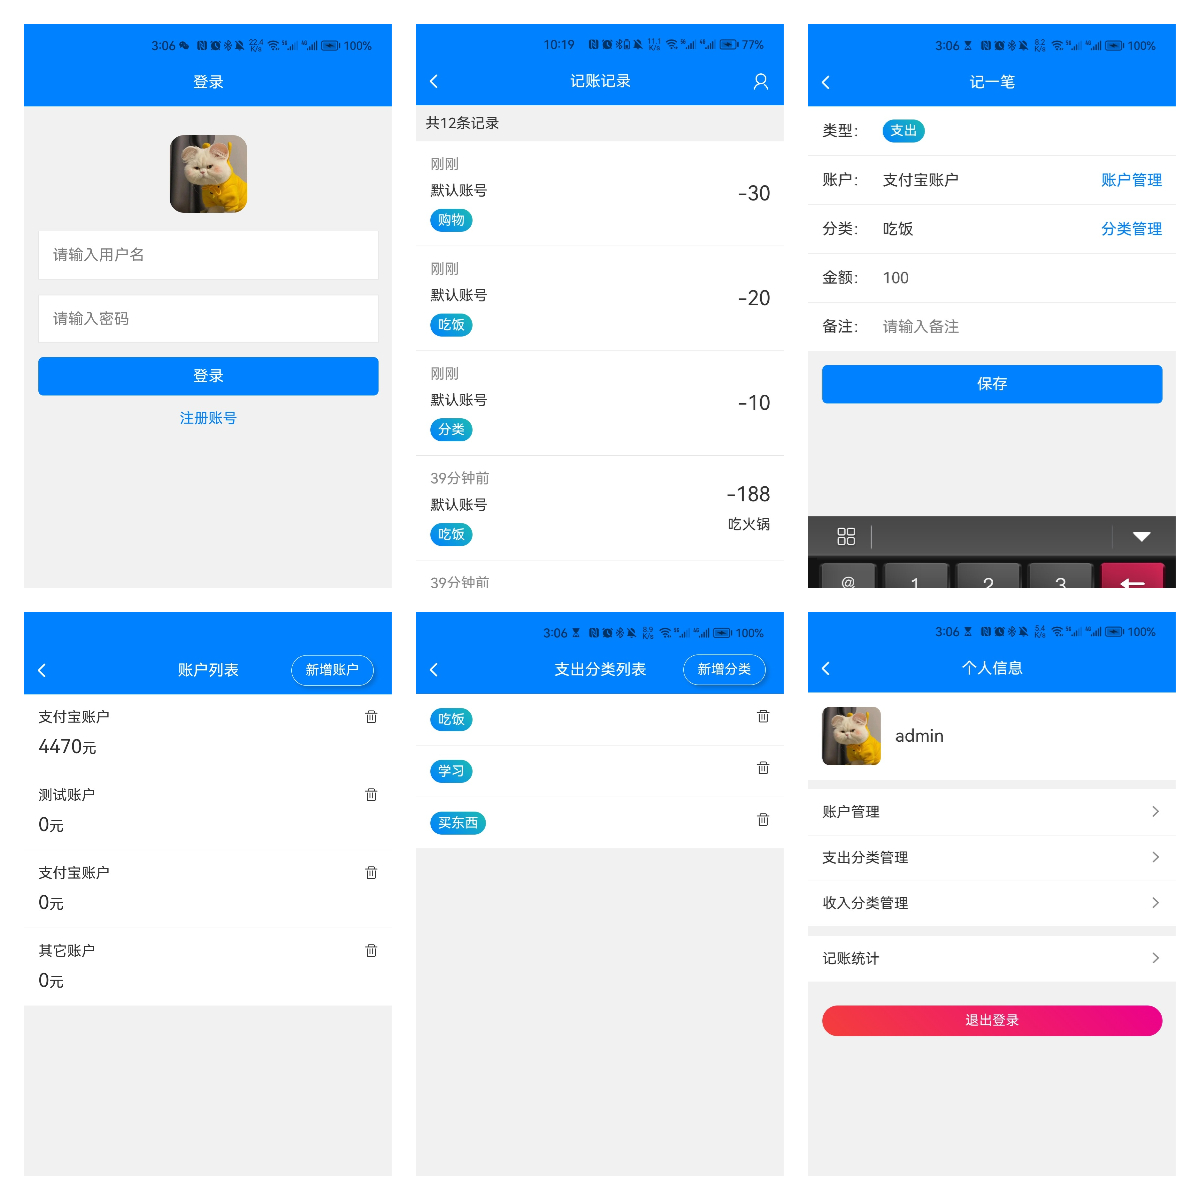 3:06
22.4
K/s
100%
登录
请输入用户名
请输入密码
登录
注册账号
10:19
11.1
K/s
77%
记账记录
共12条记录
刚刚
默认账号
-30
购物
刚刚
默认账号
-20
吃饭
刚刚
默认账号
-10
分类
39分钟前
默认账号
-188
吃火锅
吃饭
39分钟前
3:06
8.2
K/s
100%
记一笔
类型: 支出
账户: 支付宝账户 账户管理
分类: 吃饭 分类管理
金额: 100
备注: 请输入备注
保存
@ 1 2 3
账户列表 新增账户
支付宝账户
4470元
测试账户
0元
支付宝账户
0元
其它账户
0元
3:06
8.9
K/s
100%
支出分类列表 新增分类
吃饭
学习
买东西
3:06
5.4
K/s
100%
个人信息
admin
账户管理
支出分类管理
收入分类管理
记账统计
退出登录